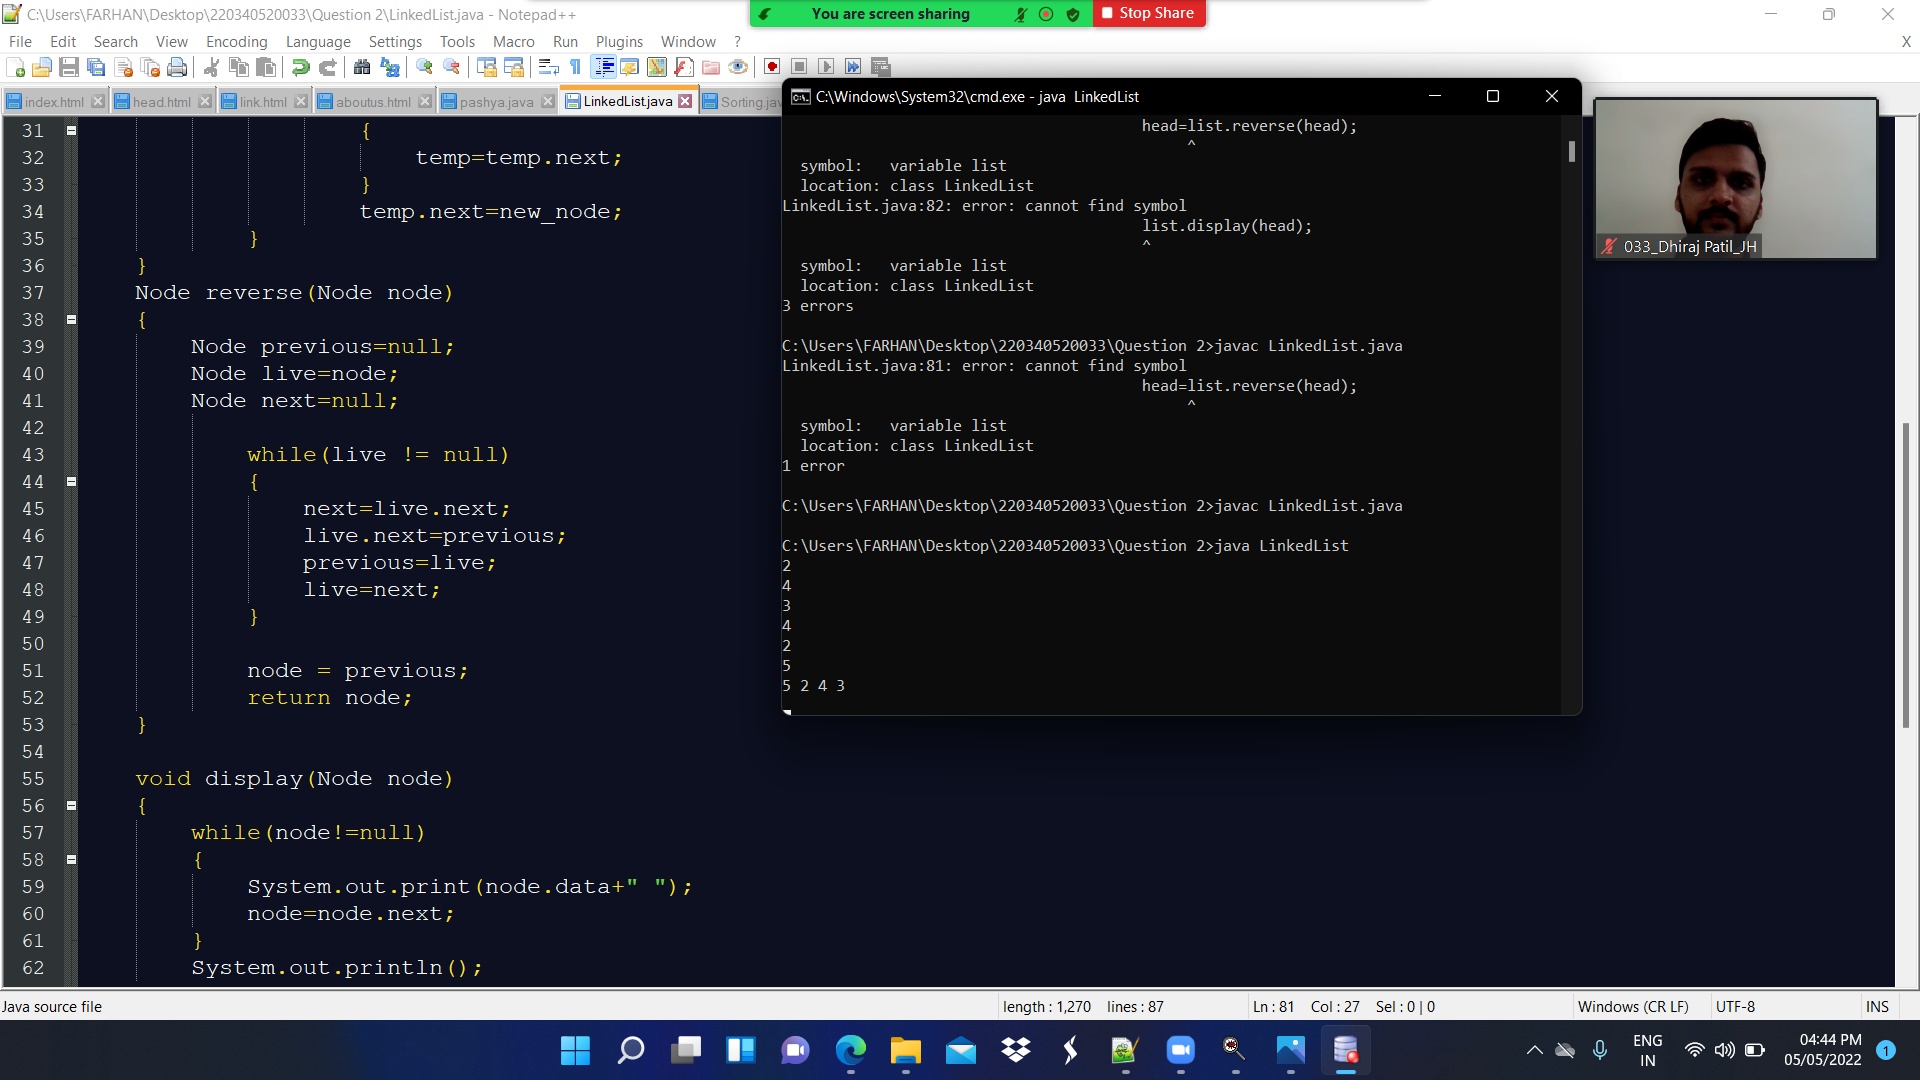 C:\Users\FARHAN\Desktop\220340520033\Question 2\LinkedList.java - Notepad++
You are screen sharing
Stop Share
File Edit Search View Encoding Language Settings Tools Macro Run Plugins Window ?
X
index.html head.html link.html aboutus.html pashya.java LinkedList.java Sorting.jav
31 {
32 temp=temp.next;
33 }
34 temp.next=new_node;
35 }
36 }
37 Node reverse(Node node)
38 {
39 Node previous=null;
40 Node live=node;
41 Node next=null;
42
43 while(live != null)
44 {
45 next=live.next;
46 live.next=previous;
47 previous=live;
48 live=next;
49 }
50
51 node = previous;
52 return node;
53 }
54
55 void display(Node node)
56 {
57 while(node!=null)
58 {
59 System.out.print(node.data+" ");
60 node=node.next;
61 }
62 System.out.println();
C:\Windows\System32\cmd.exe - java  LinkedList
head=list.reverse(head);
^
symbol:   variable list
location: class LinkedList
LinkedList.java:82: error: cannot find symbol
list.display(head);
^
symbol:   variable list
location: class LinkedList
3 errors
C:\Users\FARHAN\Desktop\220340520033\Question 2>javac LinkedList.java
LinkedList.java:81: error: cannot find symbol
head=list.reverse(head);
^
symbol:   variable list
location: class LinkedList
1 error
C:\Users\FARHAN\Desktop\220340520033\Question 2>javac LinkedList.java
C:\Users\FARHAN\Desktop\220340520033\Question 2>java LinkedList
2
4
3
4
2
5
5 2 4 3
033_Dhiraj Patil_JH
Java source file
length : 1,270 lines : 87
Ln : 81 Col : 27 Sel : 0 | 0
Windows (CR LF)
UTF-8
INS
ENG
IN
04:44 PM
05/05/2022
1